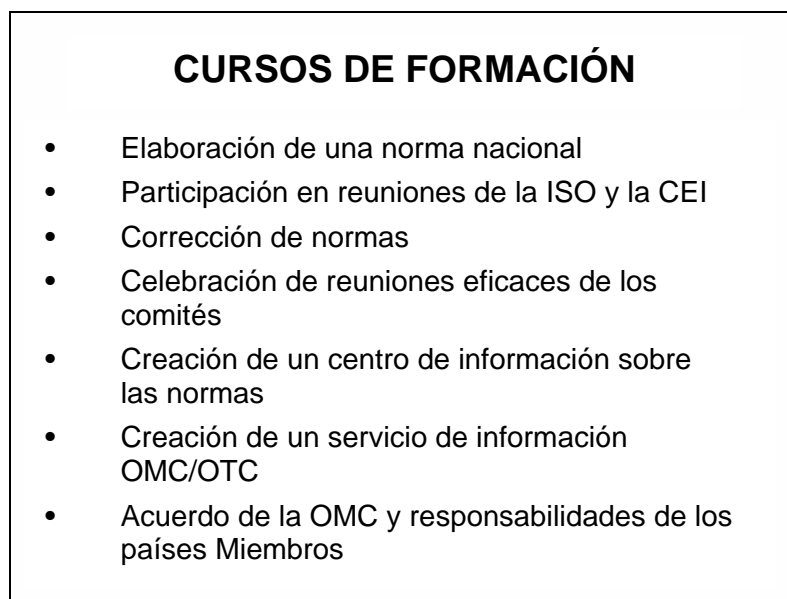 CURSOS DE FORMACIÓN
• Elaboración de una norma nacional
• Participación en reuniones de la ISO y la CEI
• Corrección de normas
• Celebración de reuniones eficaces de los
comités
• Creación de un centro de información sobre
las normas
• Creación de un servicio de información
OMC/OTC
• Acuerdo de la OMC y responsabilidades de los
países Miembros